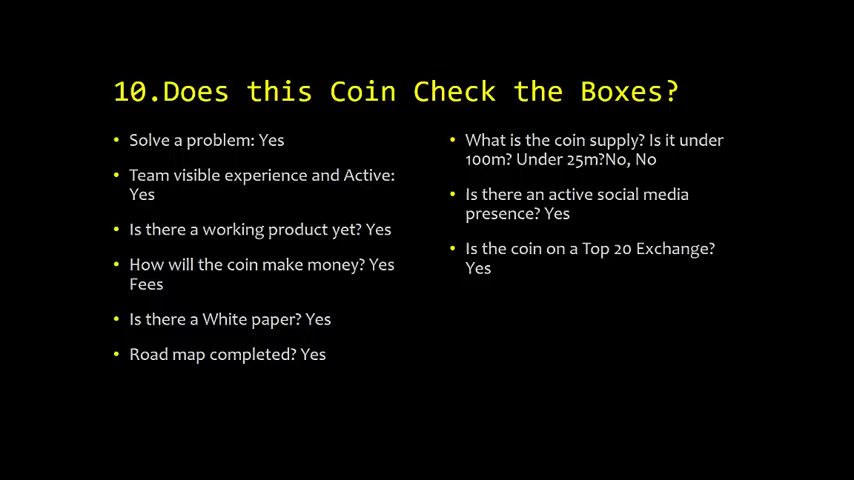 10.Does this Coin Check the Boxes?
• Solve a problem: Yes
• Team visible experience and Active:
Yes
• Is there a working product yet? Yes
• How will the coin make money? Yes
Fees
• Is there a White paper? Yes
• Road map completed? Yes
• What is the coin supply? Is it under
100m? Under 25m?No, No
• Is there an active social media
presence? Yes
• Is the coin on a Top 20 Exchange?
Yes